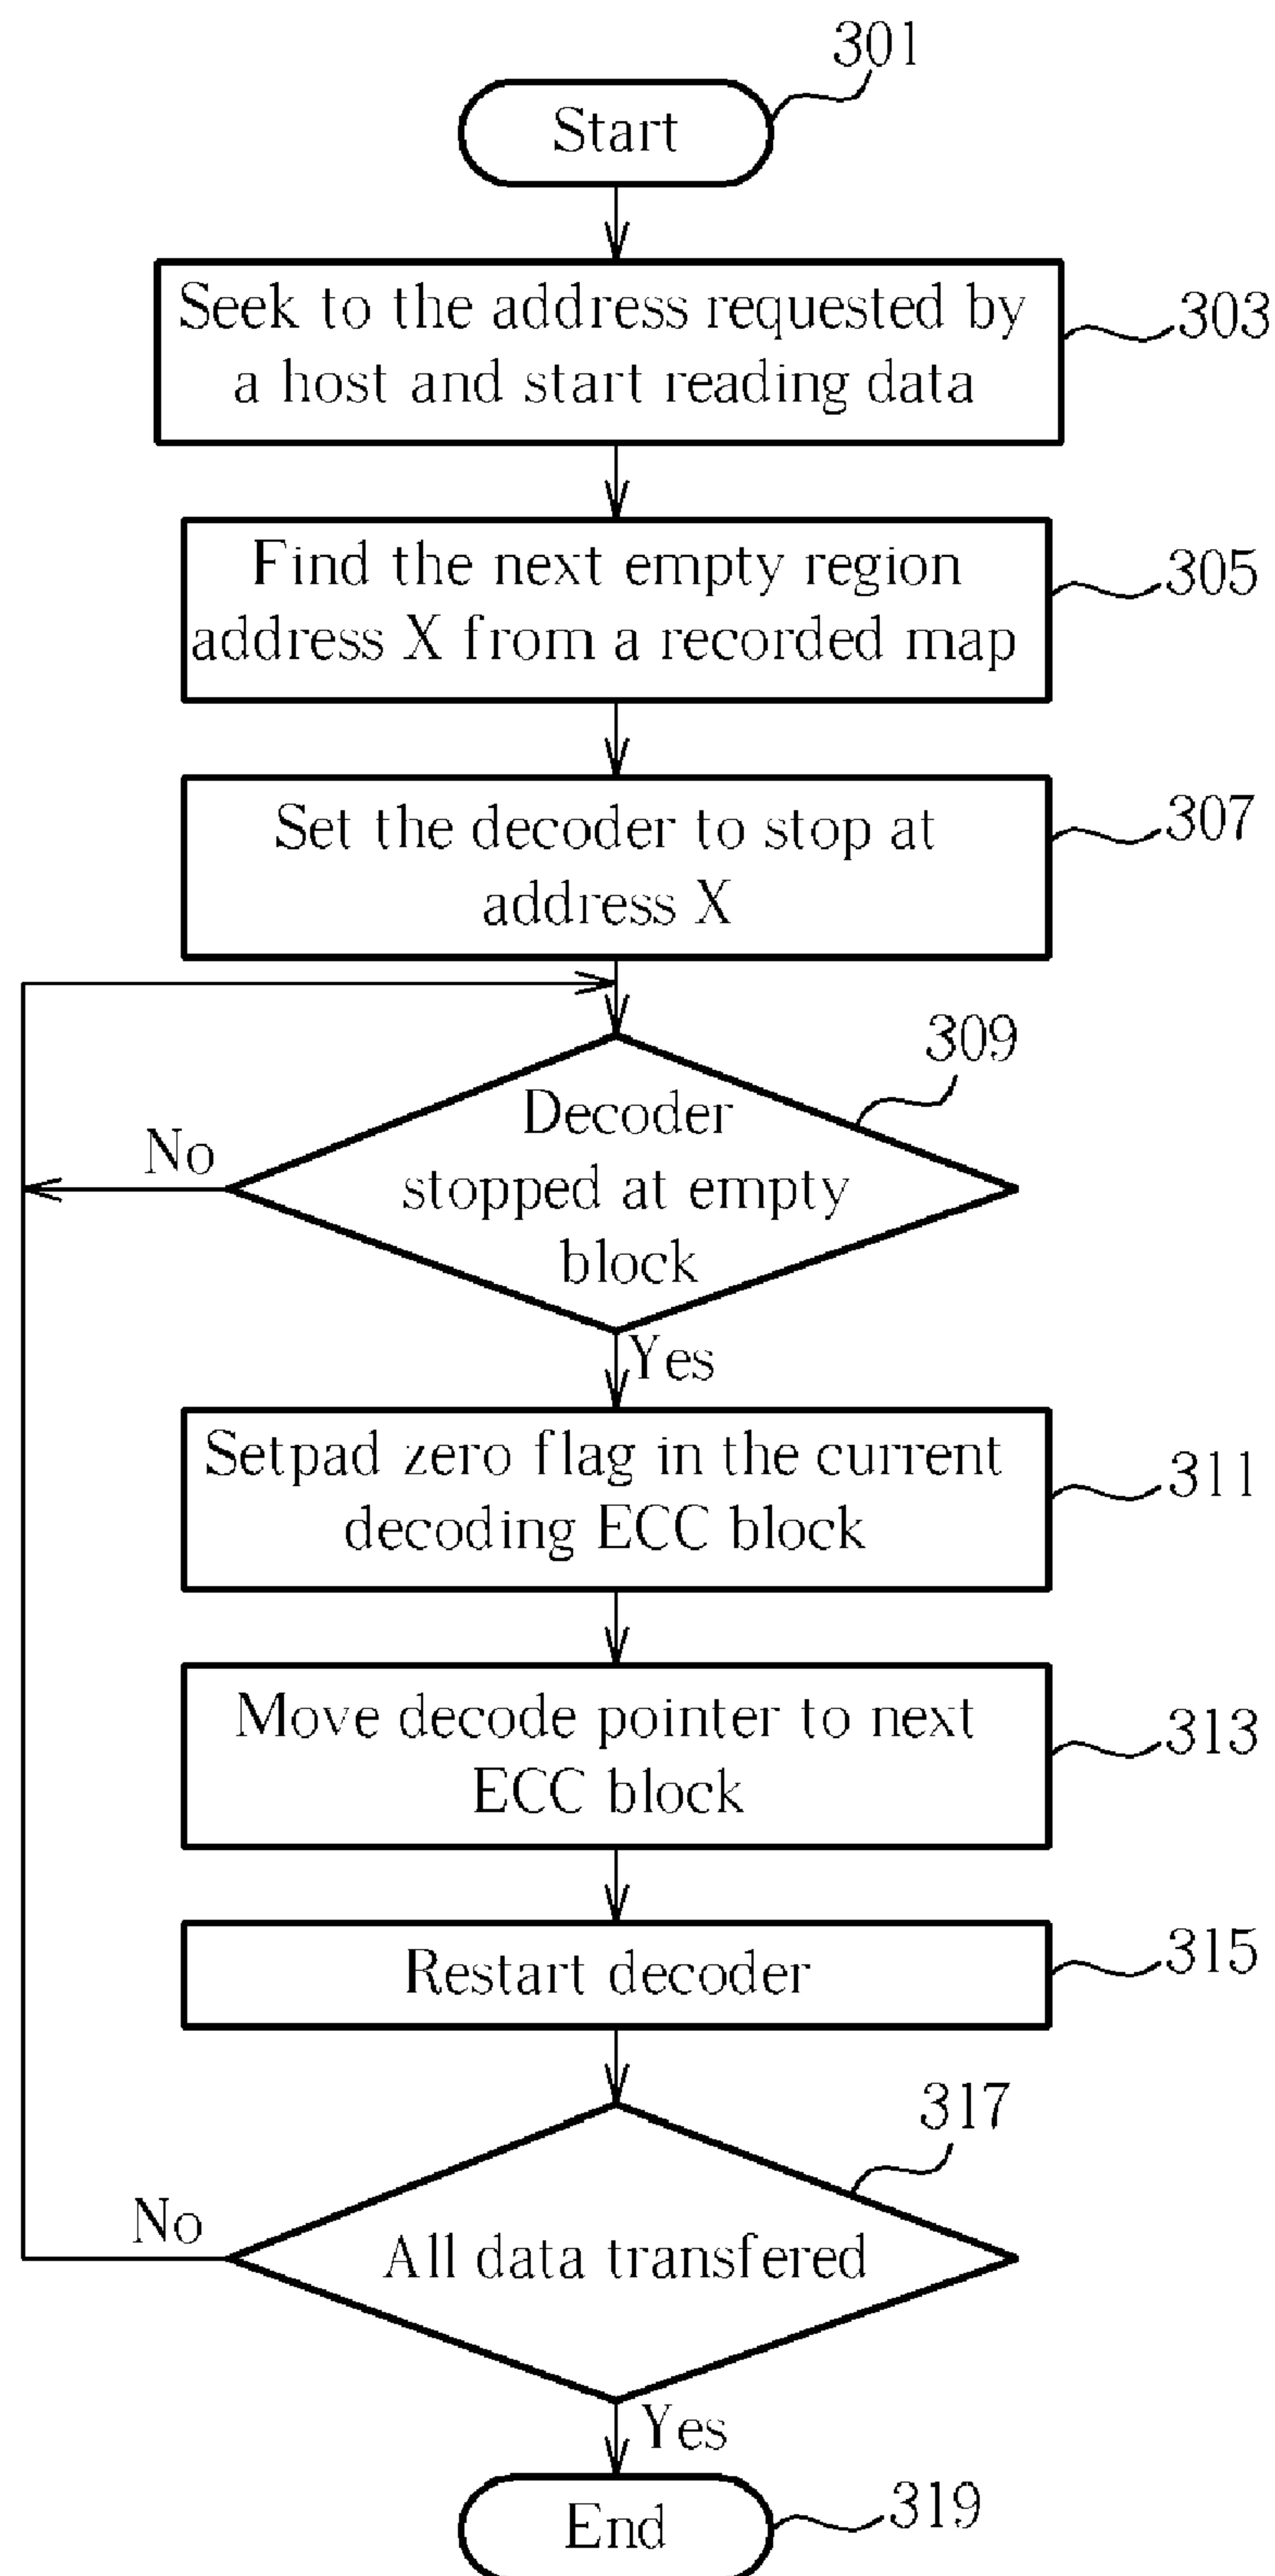 301
Start
Seek to the address requested by
a host and start reading data
303
Find the next empty region
address X from a recorded map
305
Set the decoder to stop at
address X
307
309
Decoder
stopped at empty
block
No
Yes
Setpad zero flag in the current
decoding ECC block
311
Move decode pointer to next
ECC block
313
Restart decoder
315
317
All data transfered
No
Yes
End
319